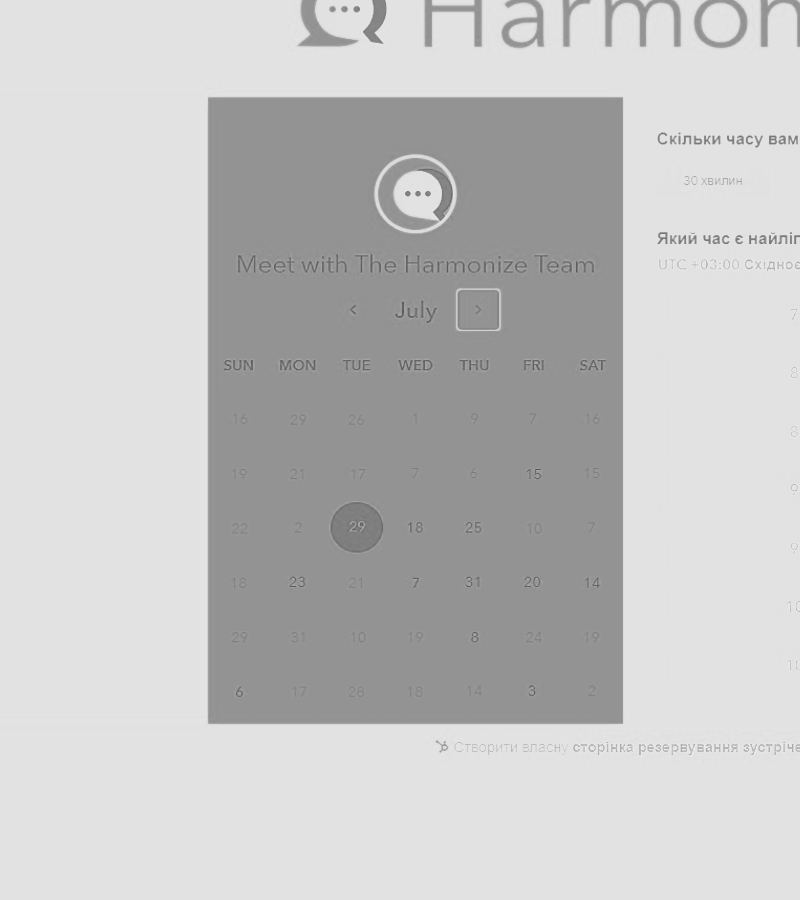 Harmon
Meet with The Harmonize Team
July
SUN MON TUE WED THU FRI SAT
16 29 26 1 9 7 16
19 21 17 7 6 15 15
22 2 29 18 25 10 7
18 23 21 7 31 20 14
29 31 10 19 8 24 19
6 17 28 18 14 3 2
Скільки часу вам
30 хвилин
Який час є найліп
UTC +03:00 Східноє
7
8
8
9
9
10
10
Створити власну сторінка резервування зустріче